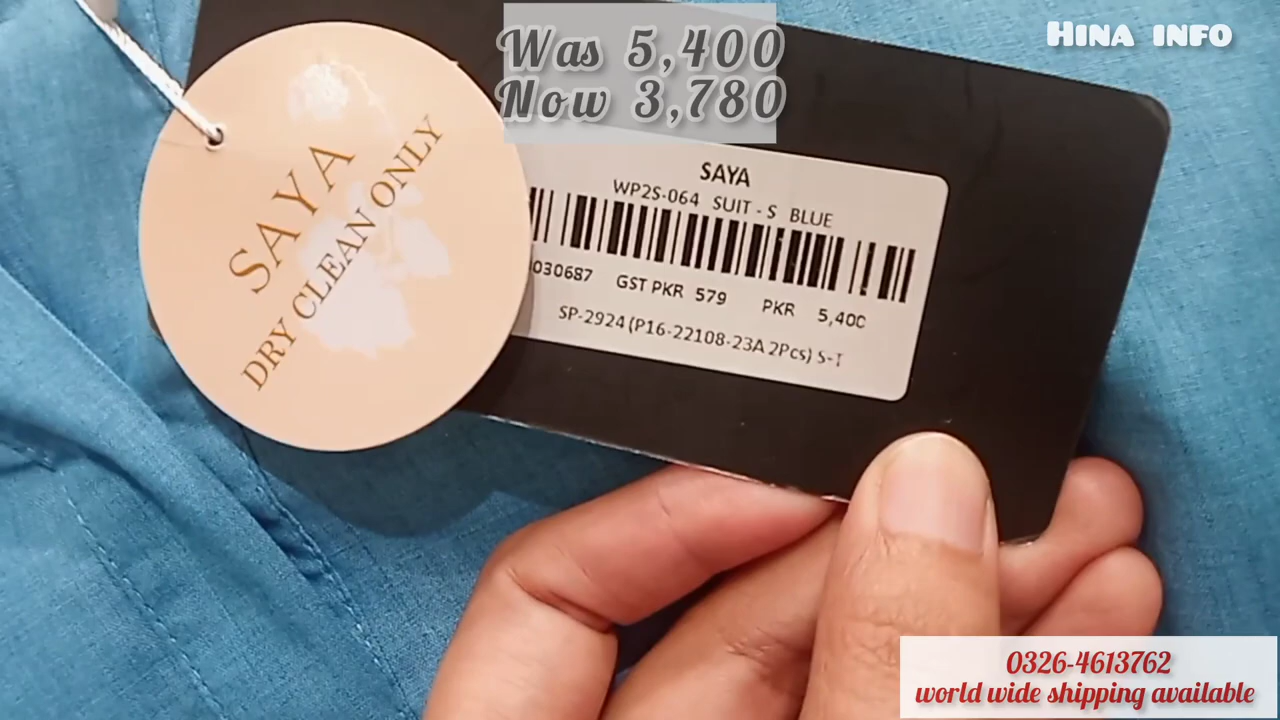 Was 5,400
Now 3,780
HINA INFO
SAYA
DRY CLEAN ONLY
SAYA
WP2S-064 SUIT - S BLUE
030687 GST PKR 579 PKR 5,400
SP-2924 (P16-22108-23A 2Pcs) S-T
0326-4613762
world wide shipping available